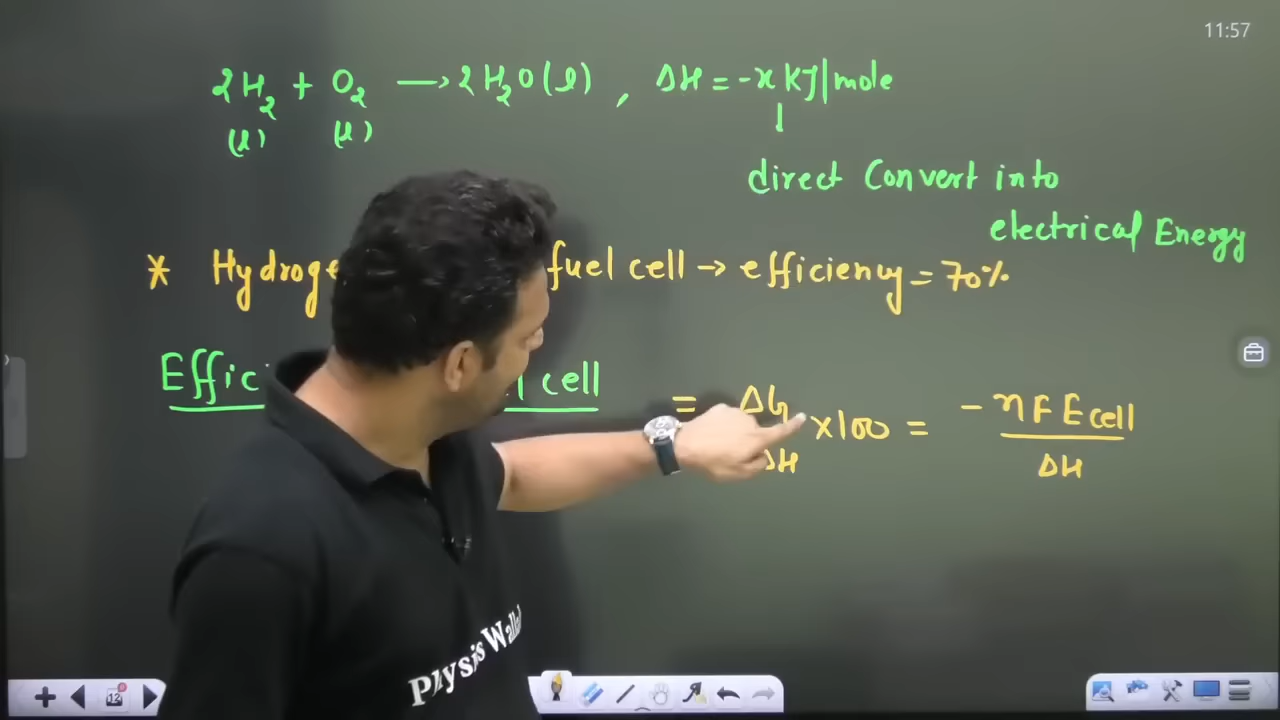 11:57
2H₂ + O₂ → 2H₂O(l) , ΔH = -x KJ|mole
(g) (g)
↓
direct Convert into
electrical Energy
* Hydroge fuel cell → efficiency = 70%
Effic l cell = ΔG/ΔH ×100 = -nFEcell/ΔH
Physics Walla
12